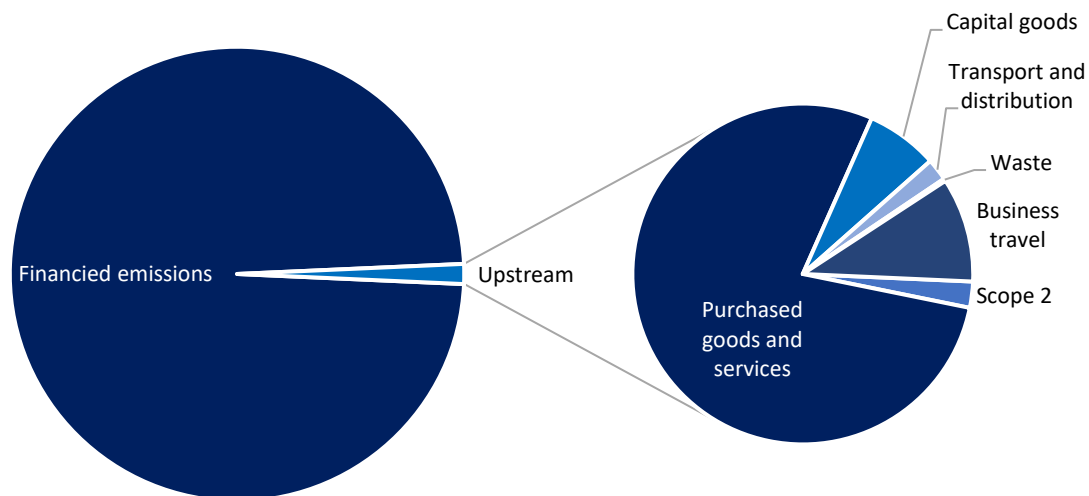 Capital goods
Transport and
distribution
Waste
Business
travel
Financied emissions
Upstream
Scope 2
Purchased
goods and
services